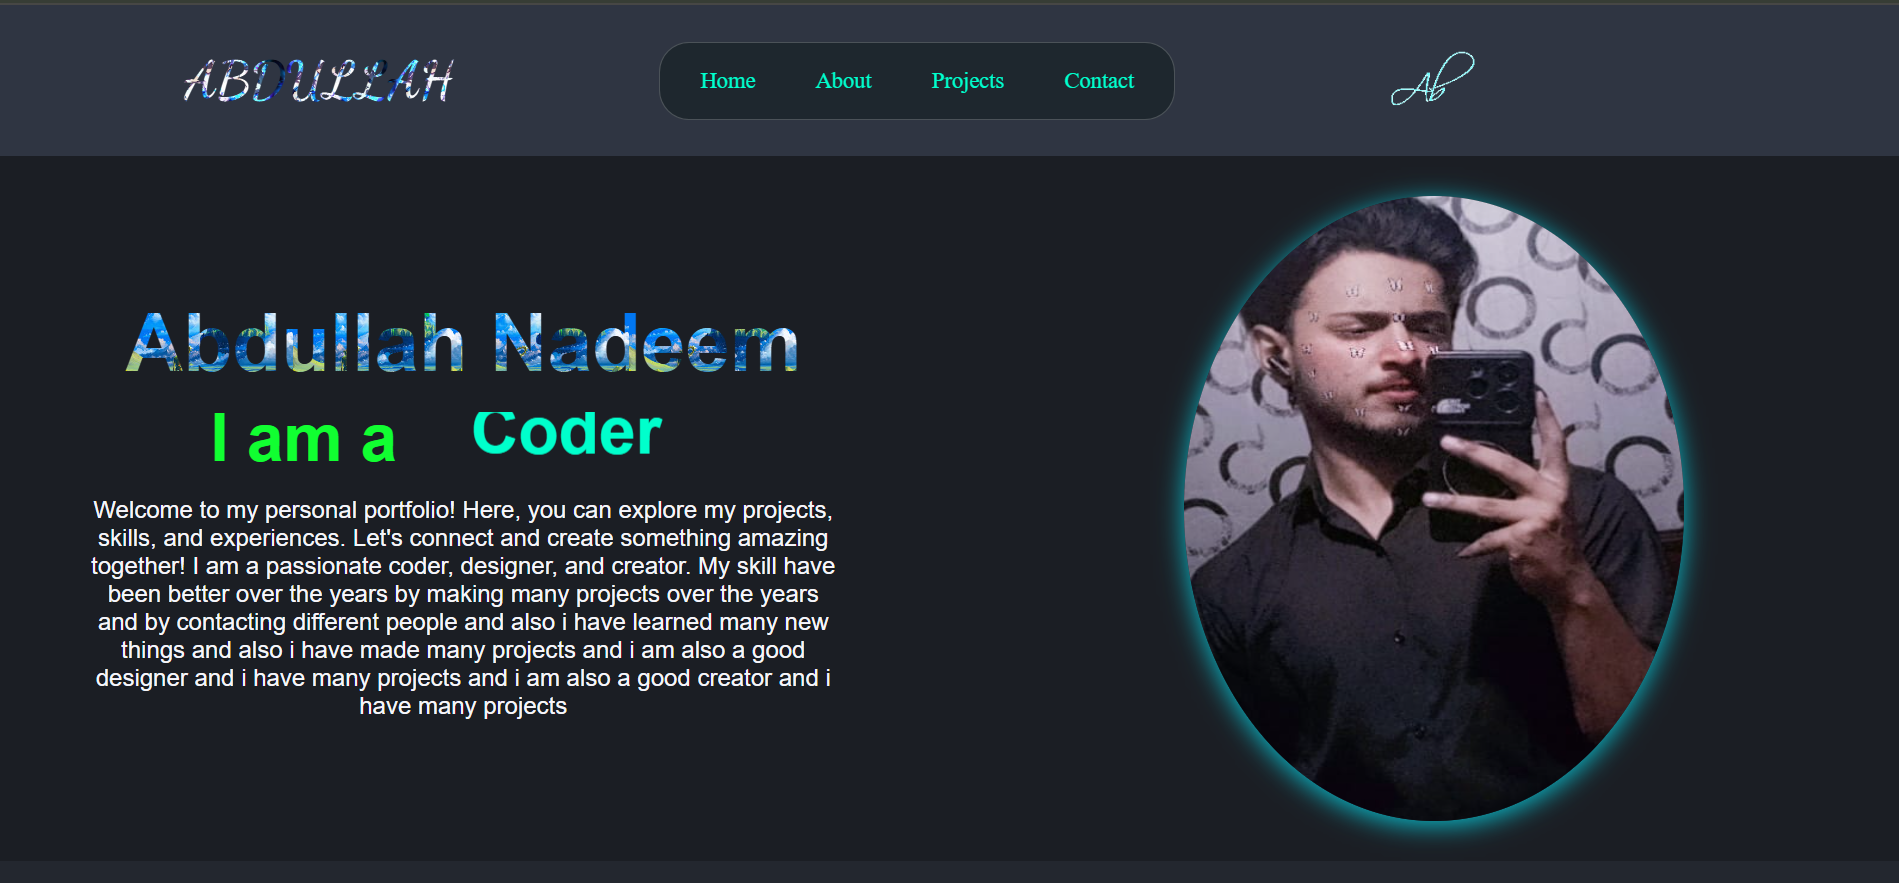 ABDULLAH
Home About Projects Contact
Ab
Abdullah Nadeem
I am a Coder
Welcome to my personal portfolio! Here, you can explore my projects,
skills, and experiences. Let's connect and create something amazing
together! I am a passionate coder, designer, and creator. My skill have
been better over the years by making many projects over the years
and by contacting different people and also i have learned many new
things and also i have made many projects and i am also a good
designer and i have many projects and i am also a good creator and i
have many projects